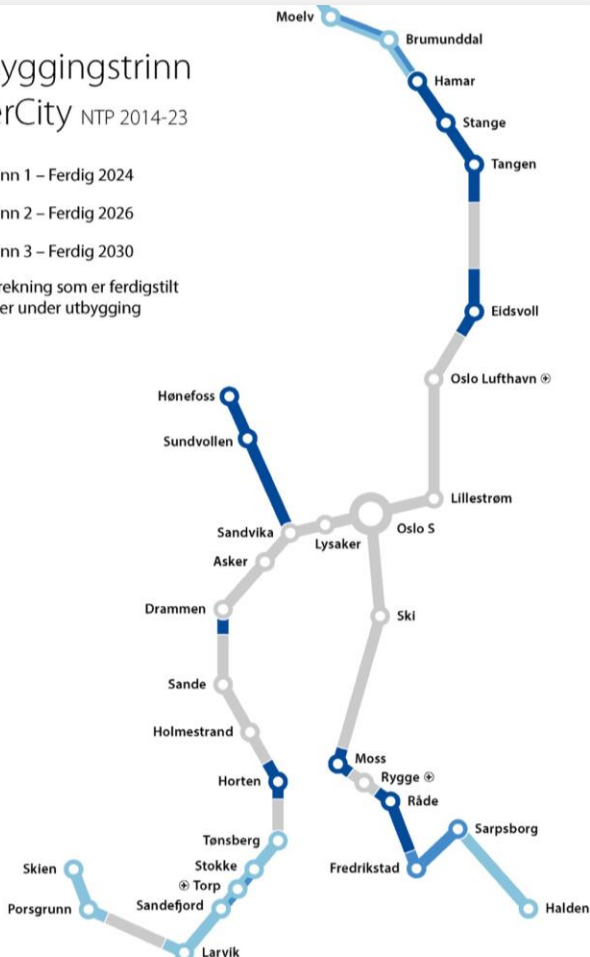 yggingstrinn
erCity NTP 2014-23
nn 1 – Ferdig 2024
nn 2 – Ferdig 2026
nn 3 – Ferdig 2030
rekning som er ferdigstilt
er under utbygging
Moelv
Brumunddal
Hamar
Stange
Tangen
Eidsvoll
Oslo Lufthavn
Hønefoss
Sundvollen
Lillestrøm
Sandvika
Lysaker
Oslo S
Asker
Drammen
Ski
Sande
Holmestrand
Moss
Rygge
Horten
Råde
Sarpsborg
Tønsberg
Stokke
Fredrikstad
Skien
Torp
Sandefjord
Porsgrunn
Halden
Larvik